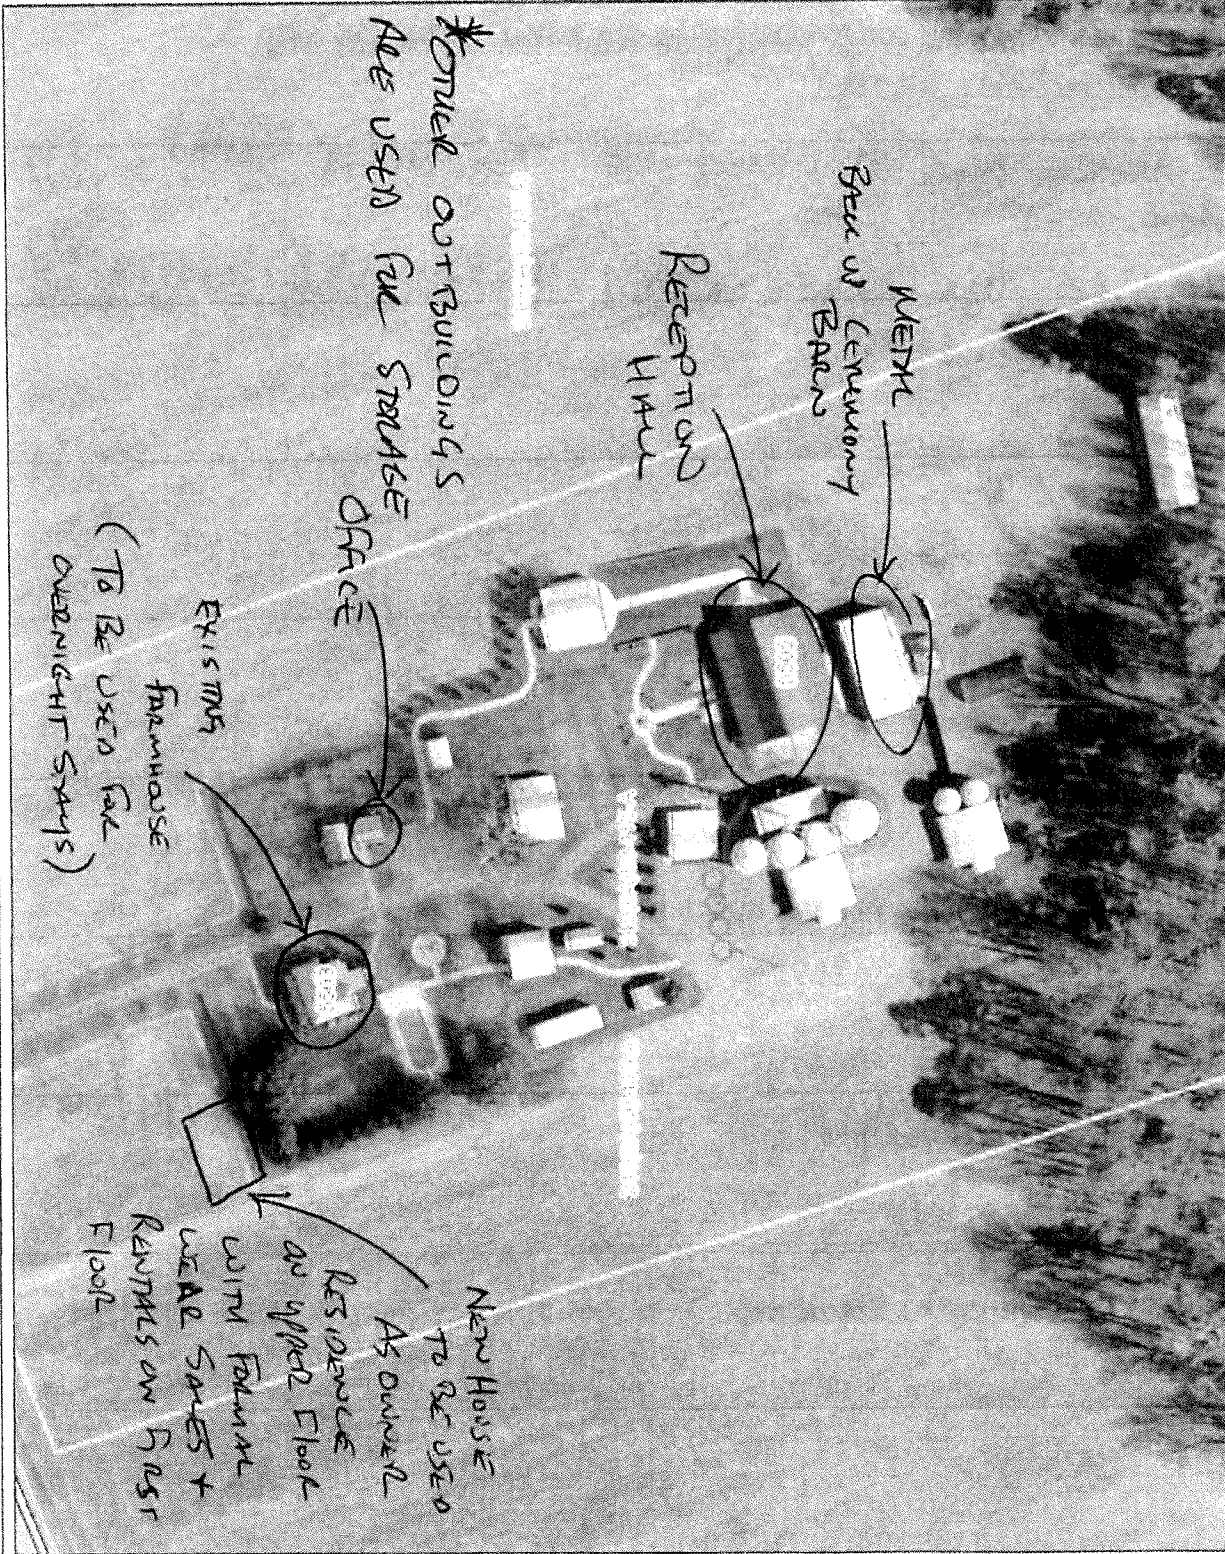 *OTHER OUTBUILDINGS
ARE USED FOR STORAGE
METAL
BACK UP CEREMONY
BARN
RECEPTION
HALL
OFFICE
EXISTING
FARMHOUSE
(TO BE USED FOR
OVERNIGHT STAYS)
NEW HOUSE
TO BE USED
AS OWNER
RESIDENCE
ON UPPER FLOOR
WITH FORMAL
WEAR SALES +
RENTALS ON FIRST
FLOOR